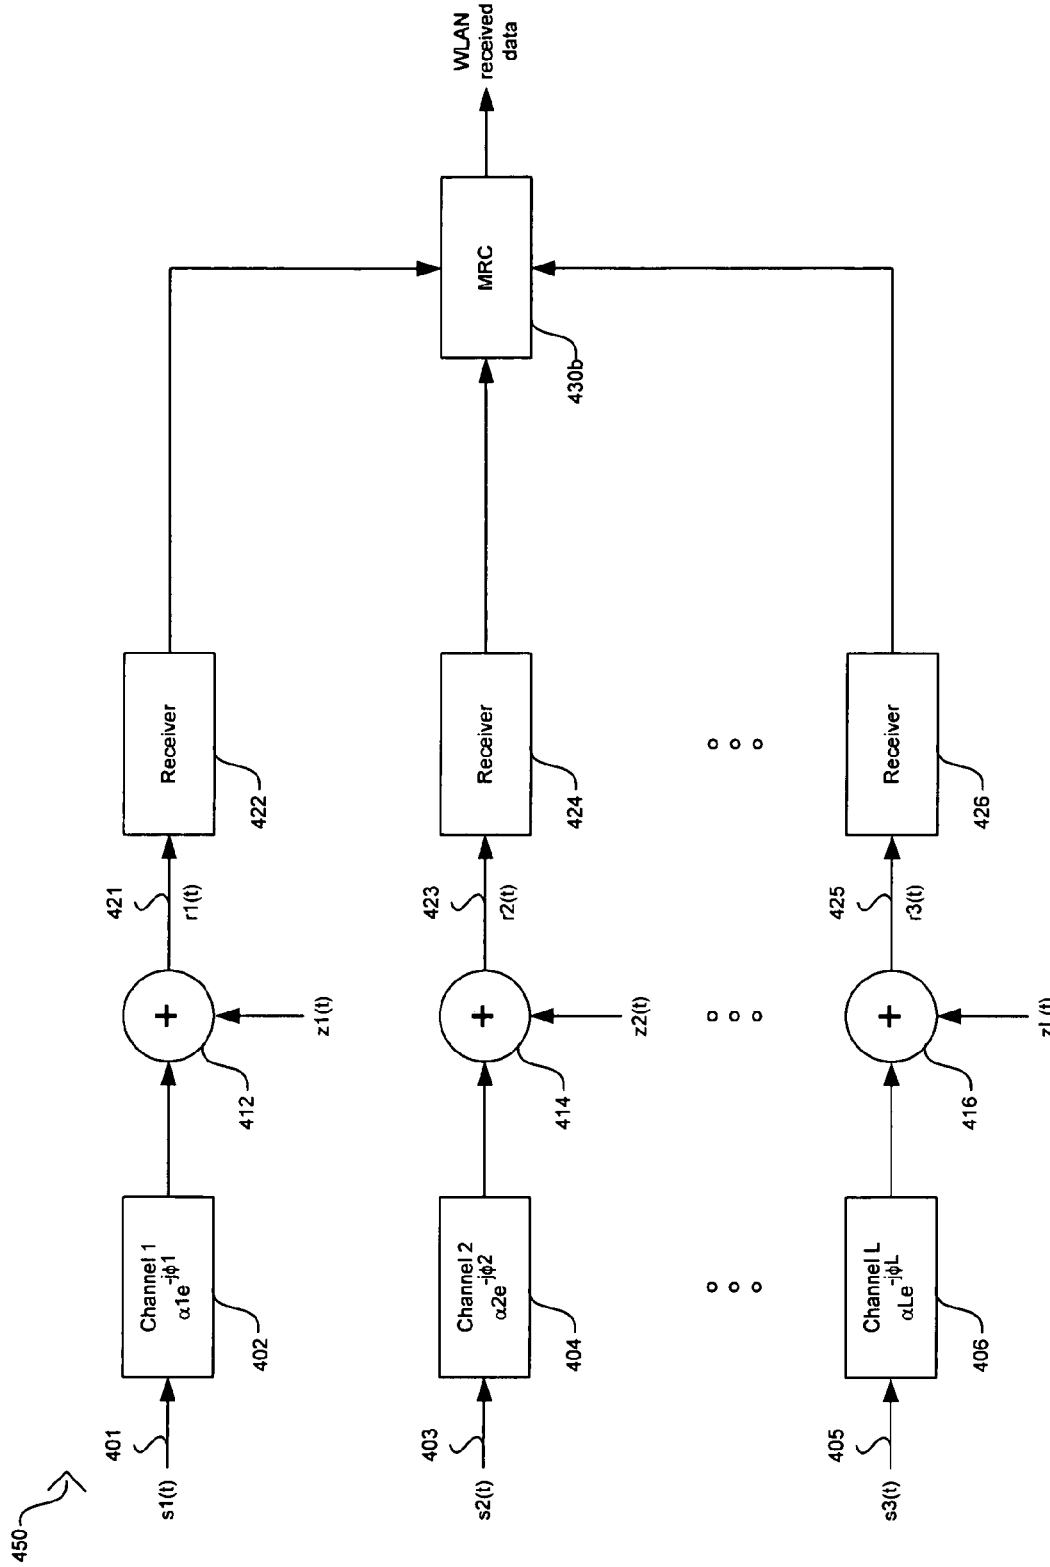 450
s1(t)
401
Channel 1
α1e^-jϕ1
402
+
412
z1(t)
421
r1(t)
Receiver
422
s2(t)
403
Channel 2
α2e^-jϕ2
404
+
414
z2(t)
423
r2(t)
Receiver
424
MRC
430b
WLAN
received
data
s3(t)
405
Channel L
αLe^-jϕL
406
+
416
zL(t)
425
r3(t)
Receiver
426